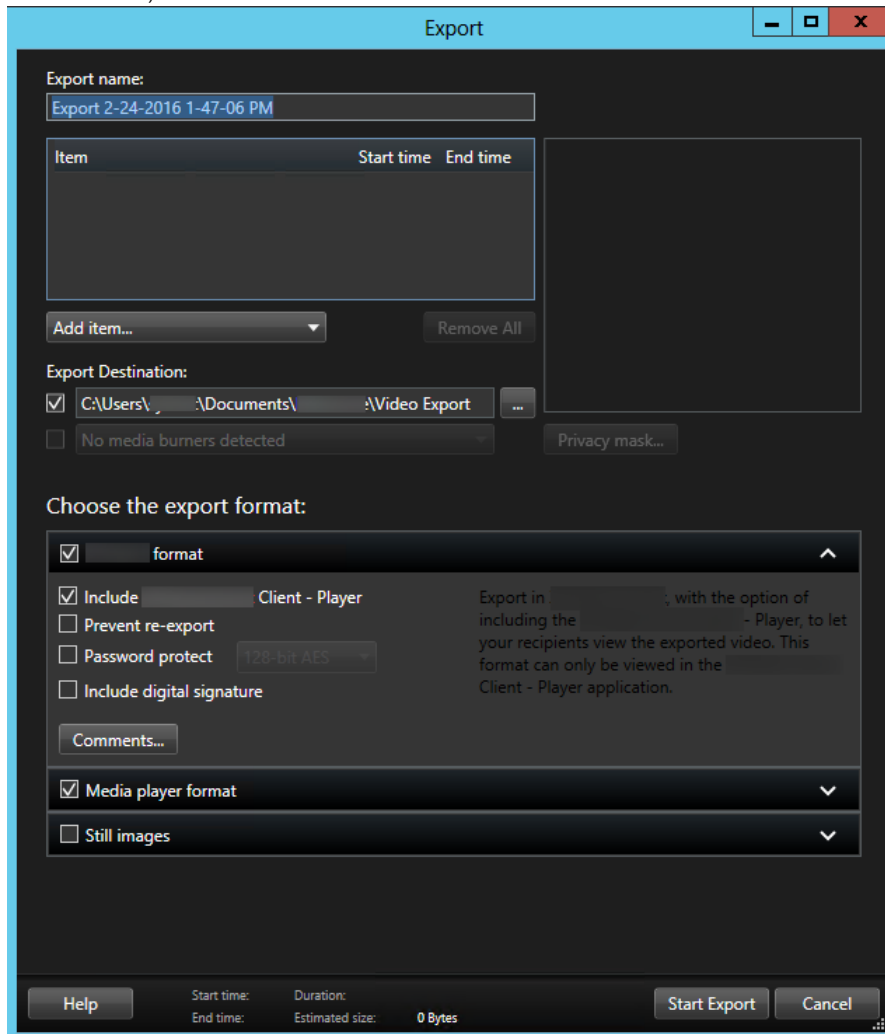 Export
Export name:
Export 2-24-2016 1-47-06 PM
Item Start time End time
Add item... Remove All
Export Destination:
C:\Users\ :\Documents\ :\Video Export ...
No media burners detected Privacy mask...
Choose the export format:
format
Include Client - Player
Prevent re-export
Password protect 128-bit AES
Include digital signature
Export in , with the option of
including the - Player, to let
your recipients view the exported video. This
format can only be viewed in the
Client - Player application.
Comments...
Media player format
Still images
Help Start time: Duration: Start Export Cancel
End time: Estimated size: 0 Bytes